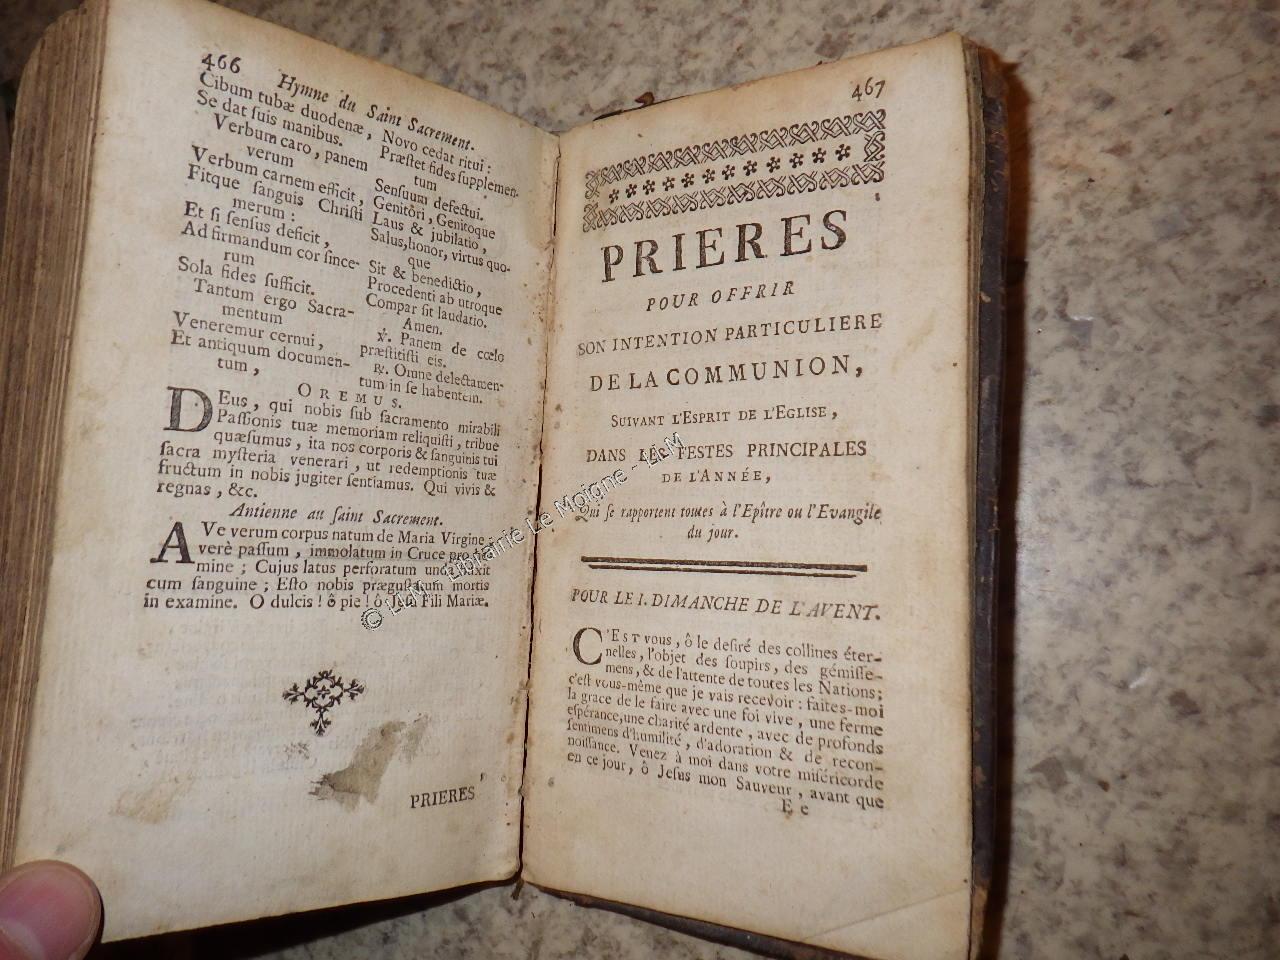 466
Hymne du Saint Sacrement.
Cibum tubæ duodenæ,
Se dat ſuis manibus.
Verbum caro, panem
verum
Verbum carnem efficit,
Fitque ſanguis Chriſti
merum :
Et ſi ſenſus deficit,
Ad firmandum cor ſince-
rum
Sola fides ſufficit.
Tantum ergo Sacra-
mentum
Veneremur cernui,
Et antiquum documen-
tum,
Novo cedat ritui :
Præſtet fides ſupplemen-
tum
Senſuum defectui.
Genitôri, Genitoque
Laus & jubilatio,
Salus, honor, virtus quo-
que
Sit & benedictio,
Procedenti ab utroque
Compar ſit laudatio.
Amen.
℣. Panem de cœlo
præſtitiſti eis.
℟. Omne delectamen-
tum in ſe habentem.
OREMUS.
DEus, qui nobis ſub ſacramento mirabili
Paſſionis tuæ memoriam reliquiſti, tribue
quæſumus, ita nos corporis & ſanguinis tui
ſacra myſteria venerari, ut redemptionis tuæ
fructum in nobis jugiter ſentiamus. Qui vivis &
regnas, &c.
Antienne au ſaint Sacrement.
AVe verum corpus natum de Maria Virgine ;
verè paſſum, immolatum in Cruce pro ho-
mine ; Cujus latus perforatum unda fluxit
cum ſanguine ; Eſto nobis prægustatum mortis
in examine. O dulcis ! ô pie ! ô Jesu Fili Mariæ.
PRIERES
467
PRIERES
POUR OFFRIR
SON INTENTION PARTICULIERE
DE LA COMMUNION,
SUIVANT L'ESPRIT DE L'EGLISE,
DANS LES FESTES PRINCIPALES
DE L'ANNÉE,
Qui ſe rapportent toutes à l'Epître ou l'Evangile
du jour.
POUR LE I. DIMANCHE DE L'AVENT.
C'EST vous, ô le deſiré des collines éter-
nelles, l'objet des ſoupirs, des gémiſſe-
mens, & de l'attente de toutes les Nations ;
c'eſt vous-même que je vais recevoir : faites-moi
la grace de le faire avec une foi vive, une ferme
eſpérance, une charité ardente, avec de profonds
ſentimens d'humilité, d'adoration & de recon-
noiſſance. Venez à moi dans votre miſéricorde
en ce jour, ô Jeſus mon Sauveur, avant que
E e
© LLM - Librairie Le Moigne - LLM